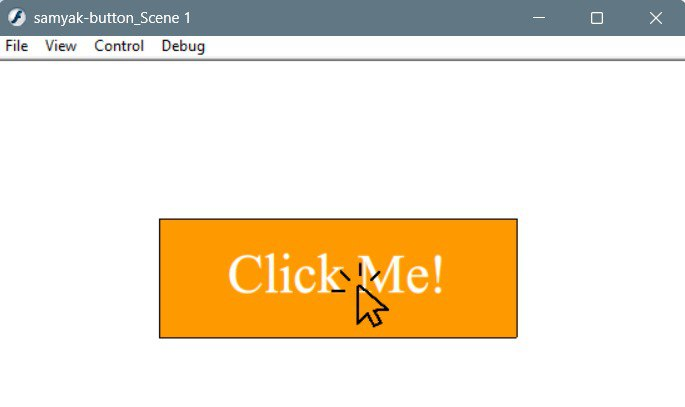 samyak-button_Scene 1
File View Control Debug
Click Me!